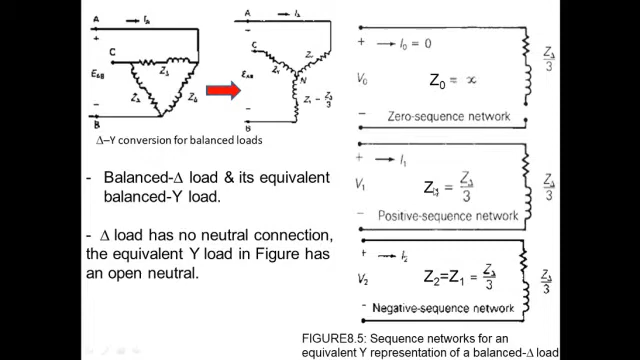 A
I_A
+
C
Z_Δ
E_AB
Z_Δ
Z_Δ
-
B
A
I_A
-
C
Z_Y
Z_Y
E_AB
N
Z_Y = Z_Δ/3
-
B
Δ–Y conversion for balanced loads
- Balanced-Δ load & its equivalent
balanced-Y load.
- Δ load has no neutral connection,
the equivalent Y load in Figure has
an open neutral.
+ I_0 = 0
V_0 Z_0 = ∞ Z_Δ/3
-
Zero-sequence network
+ I_1
V_1 Z_1 = Z_Δ/3 Z_Δ/3
- Positive-sequence network
+ I_2
V_2 Z_2=Z_1 = Z_Δ/3 Z_Δ/3
- Negative-sequence network
FIGURE8.5: Sequence networks for an
equivalent Y representation of a balanced-Δ load